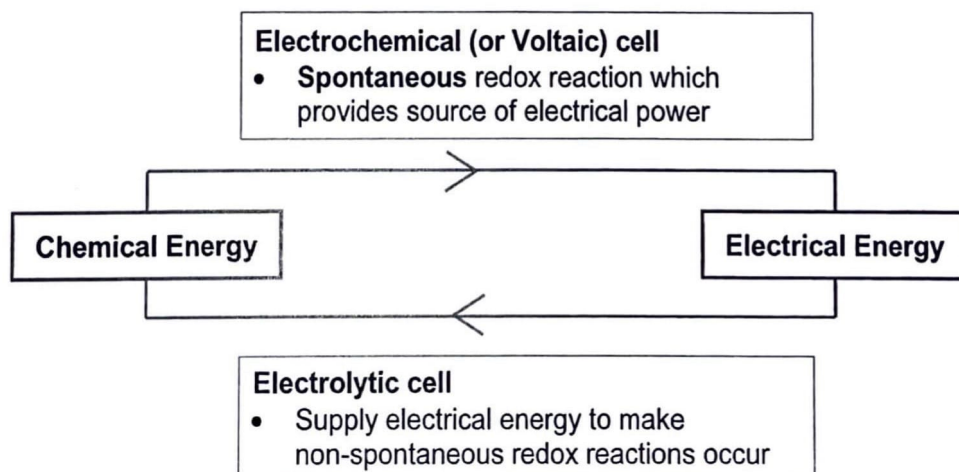 Electrochemical (or Voltaic) cell
• Spontaneous redox reaction which
provides source of electrical power
Chemical Energy
Electrical Energy
Electrolytic cell
• Supply electrical energy to make
non-spontaneous redox reactions occur